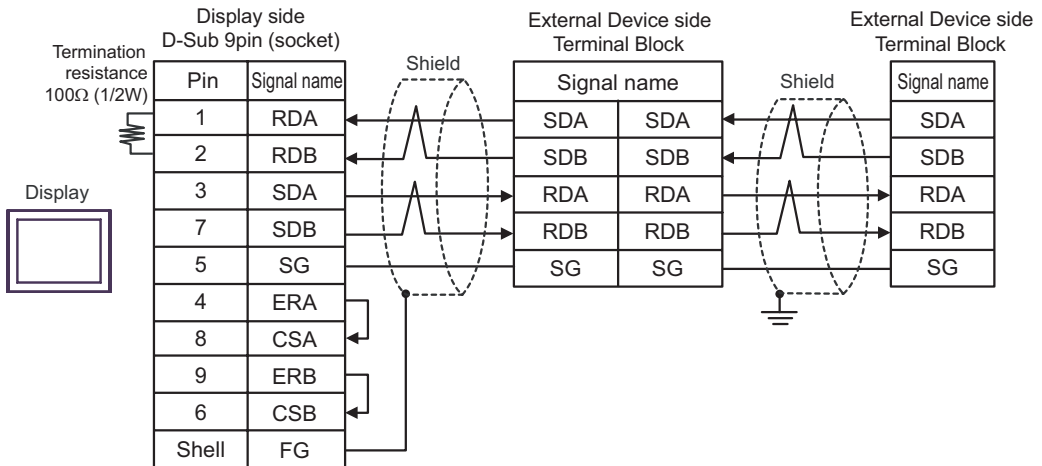 Display side
D-Sub 9pin (socket)
Termination
resistance
100Ω (1/2W)
Pin Signal name
1 RDA
2 RDB
3 SDA
7 SDB
5 SG
4 ERA
8 CSA
9 ERB
6 CSB
Shell FG
Display
Shield
External Device side
Terminal Block
Signal name
SDA SDA
SDB SDB
RDA RDA
RDB RDB
SG SG
Shield
External Device side
Terminal Block
Signal name
SDA
SDB
RDA
RDB
SG